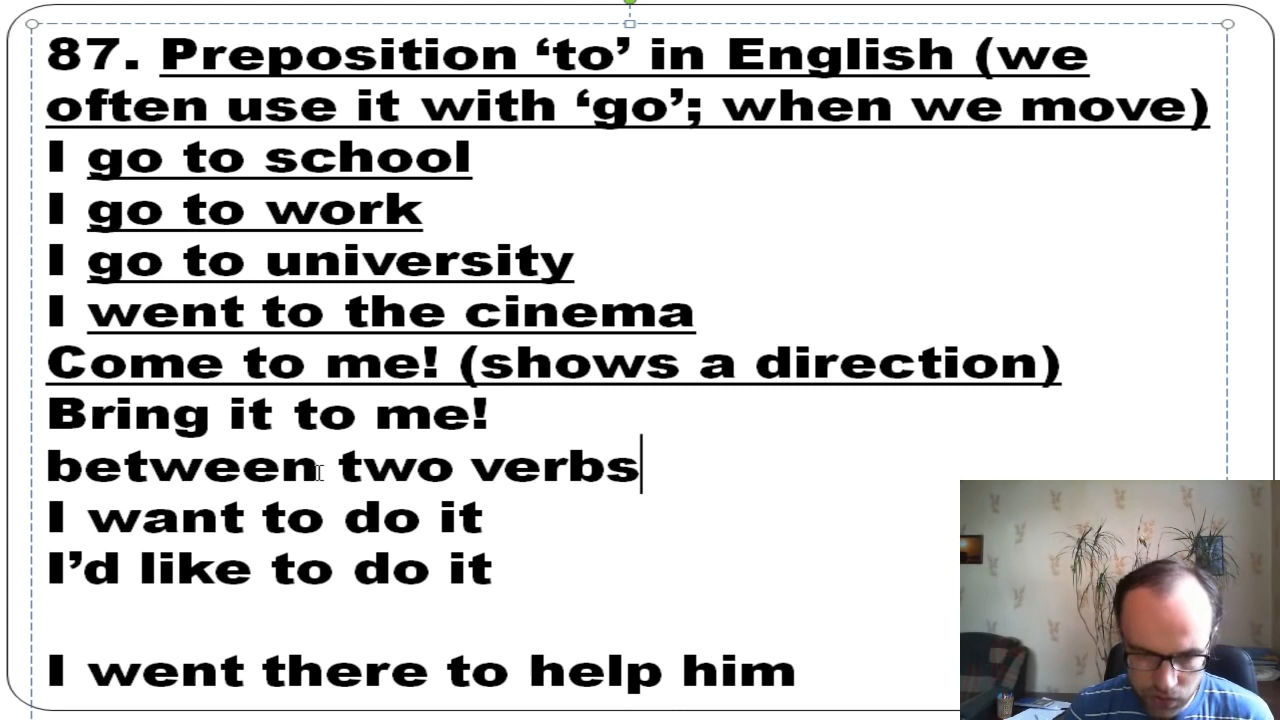 87. Preposition ‘to’ in English (we
often use it with ‘go’; when we move)
I go to school
I go to work
I go to university
I went to the cinema
Come to me! (shows a direction)
Bring it to me!
between two verbs
I want to do it
I’d like to do it
I went there to help him